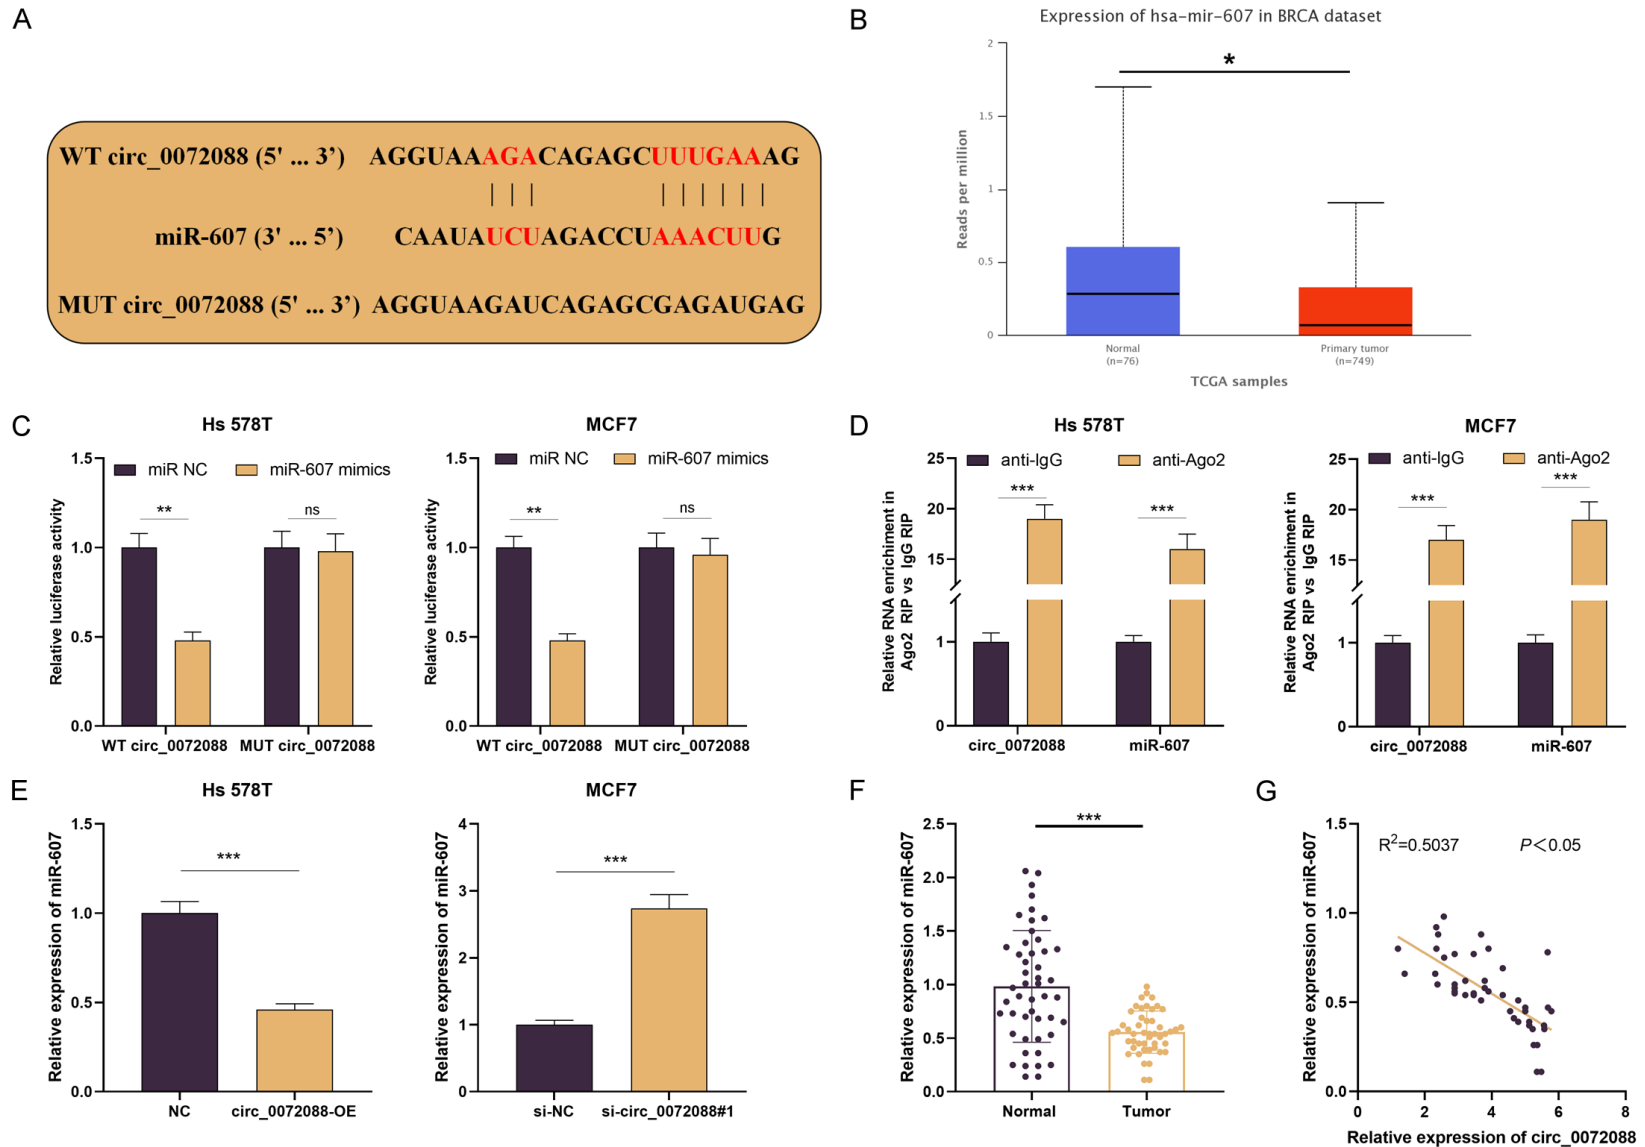 A
WT circ_0072088 (5' ... 3’) AGGUAAAGACAGAGCUUUGAAAG
miR-607 (3' ... 5’) CAAUAUCUAGACCUAAACUUG
MUT circ_0072088 (5' ... 3’) AGGUAAGAUCAGAGCGAGAUGAG
B
Expression of hsa-mir-607 in BRCA dataset
*
Reads per million
2
1.5
1
0.5
0
Normal
(n=76)
Primary tumor
(n=749)
TCGA samples
C
Hs 578T
miR NC miR-607 mimics
Relative luciferase activity
1.5
1.0
0.5
0.0
** ns
WT circ_0072088 MUT circ_0072088
MCF7
miR NC miR-607 mimics
Relative luciferase activity
1.5
1.0
0.5
0.0
** ns
WT circ_0072088 MUT circ_0072088
D
Hs 578T
anti-IgG anti-Ago2
Relative RNA enrichment in
Ago2 RIP vs IgG RIP
25
20
15
1
0
*** ***
circ_0072088 miR-607
MCF7
anti-IgG anti-Ago2
Relative RNA enrichment in
Ago2 RIP vs IgG RIP
25
20
15
1
0
*** ***
circ_0072088 miR-607
E
Hs 578T
Relative expression of miR-607
1.5
1.0
0.5
0.0
***
NC circ_0072088-OE
MCF7
Relative expression of miR-607
4
3
2
1
0
***
si-NC si-circ_0072088#1
F
Relative expression of miR-607
2.5
2.0
1.5
1.0
0.5
0.0
***
Normal Tumor
G
Relative expression of miR-607
1.5
1.0
0.5
0.0
R2=0.5037 P<0.05
0 2 4 6 8
Relative expression of circ_0072088